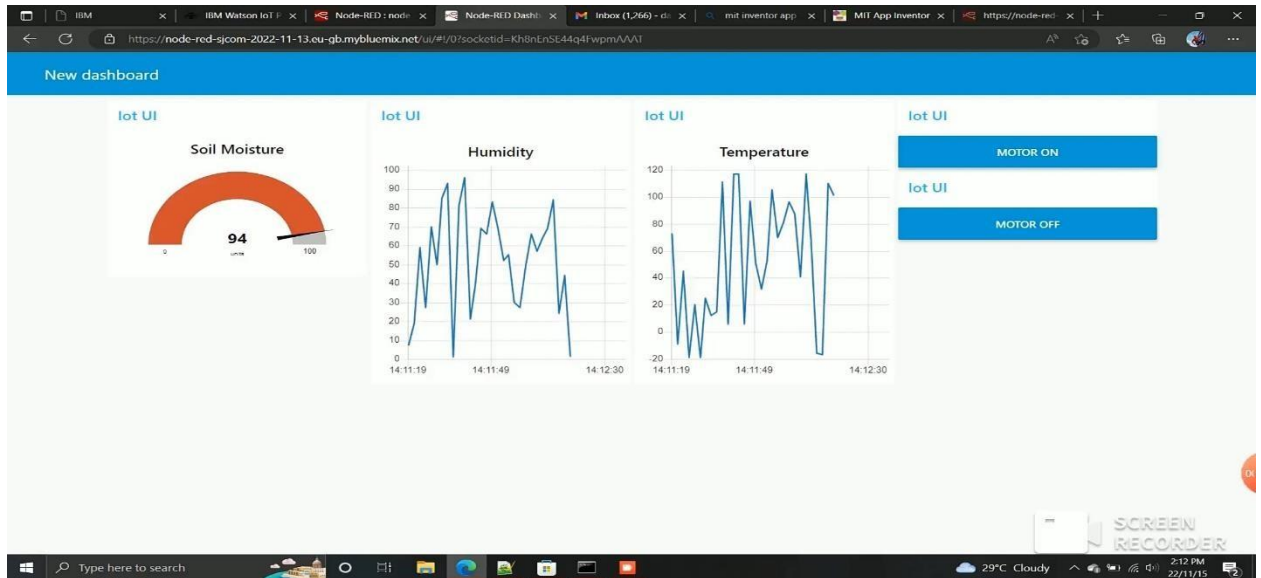 IBM
IBM Watson IoT P
Node-RED : node
Node-RED Dashb
Inbox (1,266) - da
mit inventor app
MIT App Inventor
https://node-red-
https://node-red-sjcom-2022-11-13.eu-gb.mybluemix.net/ui/#!/0?socketid=
New dashboard
Iot UI
Soil Moisture
94
units
0
100
Iot UI
Humidity
100
90
80
70
60
50
40
30
20
10
0
14:11:19 14:11:49 14:12:30
Iot UI
Temperature
120
100
80
60
40
20
0
-20
14:11:19 14:11:49 14:12:30
Iot UI
MOTOR ON
Iot UI
MOTOR OFF
SCREEN
RECORDER
Type here to search
29°C Cloudy
2:12 PM
22/11/15
2